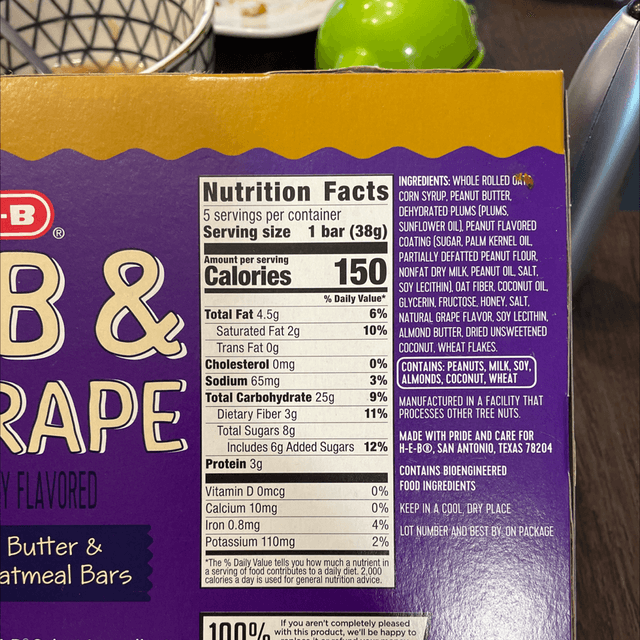 -B
®
B &
RAPE
Y FLAVORED
Butter &
atmeal Bars
Nutrition Facts
5 servings per container
Serving size 1 bar (38g)
Amount per serving
Calories 150
% Daily Value*
Total Fat 4.5g 6%
Saturated Fat 2g 10%
Trans Fat 0g
Cholesterol 0mg 0%
Sodium 65mg 3%
Total Carbohydrate 25g 9%
Dietary Fiber 3g 11%
Total Sugars 8g
Includes 6g Added Sugars 12%
Protein 3g
Vitamin D 0mcg 0%
Calcium 10mg 0%
Iron 0.8mg 4%
Potassium 110mg 2%
*The % Daily Value tells you how much a nutrient in
a serving of food contributes to a daily diet. 2,000
calories a day is used for general nutrition advice.
INGREDIENTS: WHOLE ROLLED
CORN SYRUP, PEANUT BUTTER,
DEHYDRATED PLUMS (PLUMS,
SUNFLOWER OIL), PEANUT FLAVORED
COATING (SUGAR, PALM KERNEL OIL,
PARTIALLY DEFATTED PEANUT FLOUR,
NONFAT DRY MILK, PEANUT OIL, SALT,
SOY LECITHIN), OAT FIBER, COCONUT OIL,
GLYCERIN, FRUCTOSE, HONEY, SALT,
NATURAL GRAPE FLAVOR, SOY LECITHIN,
ALMOND BUTTER, DRIED UNSWEETENED
COCONUT, WHEAT FLAKES.
CONTAINS: PEANUTS, MILK, SOY,
ALMONDS, COCONUT, WHEAT
MANUFACTURED IN A FACILITY THAT
PROCESSES OTHER TREE NUTS.
MADE WITH PRIDE AND CARE FOR
H-E-B®, SAN ANTONIO, TEXAS 78204
CONTAINS BIOENGINEERED
FOOD INGREDIENTS
KEEP IN A COOL, DRY PLACE
LOT NUMBER AND BEST BY: ON PACKAGE
100%
If you aren't completely pleased
with this product, we'll be happy to